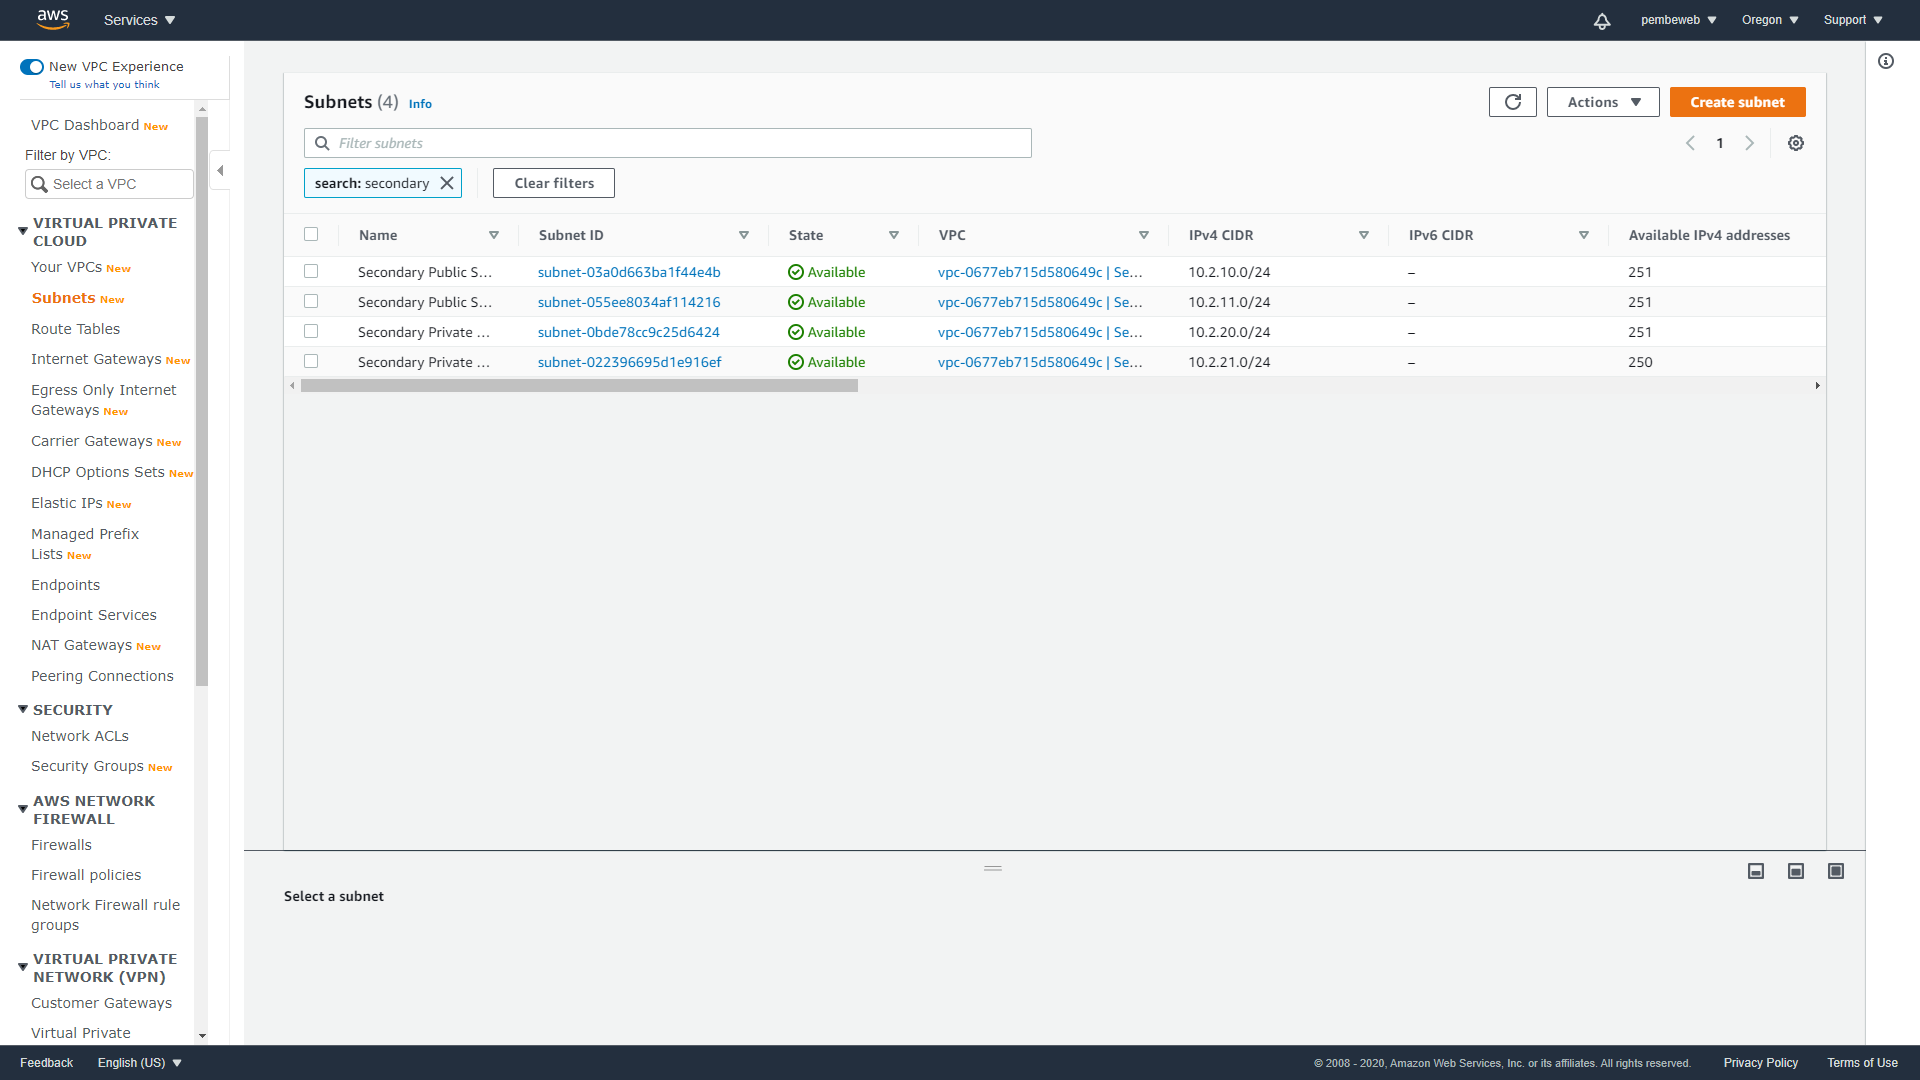 aws
Services
pembeweb
Oregon
Support
New VPC Experience
Tell us what you think
VPC Dashboard New
Filter by VPC:
Select a VPC
VIRTUAL PRIVATE
CLOUD
Your VPCs New
Subnets New
Route Tables
Internet Gateways New
Egress Only Internet
Gateways New
Carrier Gateways New
DHCP Options Sets New
Elastic IPs New
Managed Prefix
Lists New
Endpoints
Endpoint Services
NAT Gateways New
Peering Connections
SECURITY
Network ACLs
Security Groups New
AWS NETWORK
FIREWALL
Firewalls
Firewall policies
Network Firewall rule
groups
VIRTUAL PRIVATE
NETWORK (VPN)
Customer Gateways
Virtual Private
Subnets (4) Info
Actions
Create subnet
Filter subnets
1
search: secondary
Clear filters
Name Subnet ID State VPC IPv4 CIDR IPv6 CIDR Available IPv4 addresses
Secondary Public S... subnet-03a0d663ba1f44e4b Available vpc-0677eb715d580649c | Se... 10.2.10.0/24 – 251
Secondary Public S... subnet-055ee8034af114216 Available vpc-0677eb715d580649c | Se... 10.2.11.0/24 – 251
Secondary Private ... subnet-0bde78cc9c25d6424 Available vpc-0677eb715d580649c | Se... 10.2.20.0/24 – 251
Secondary Private ... subnet-022396695d1e916ef Available vpc-0677eb715d580649c | Se... 10.2.21.0/24 – 250
Select a subnet
Feedback
English (US)
© 2008 - 2020, Amazon Web Services, Inc. or its affiliates. All rights reserved.
Privacy Policy
Terms of Use